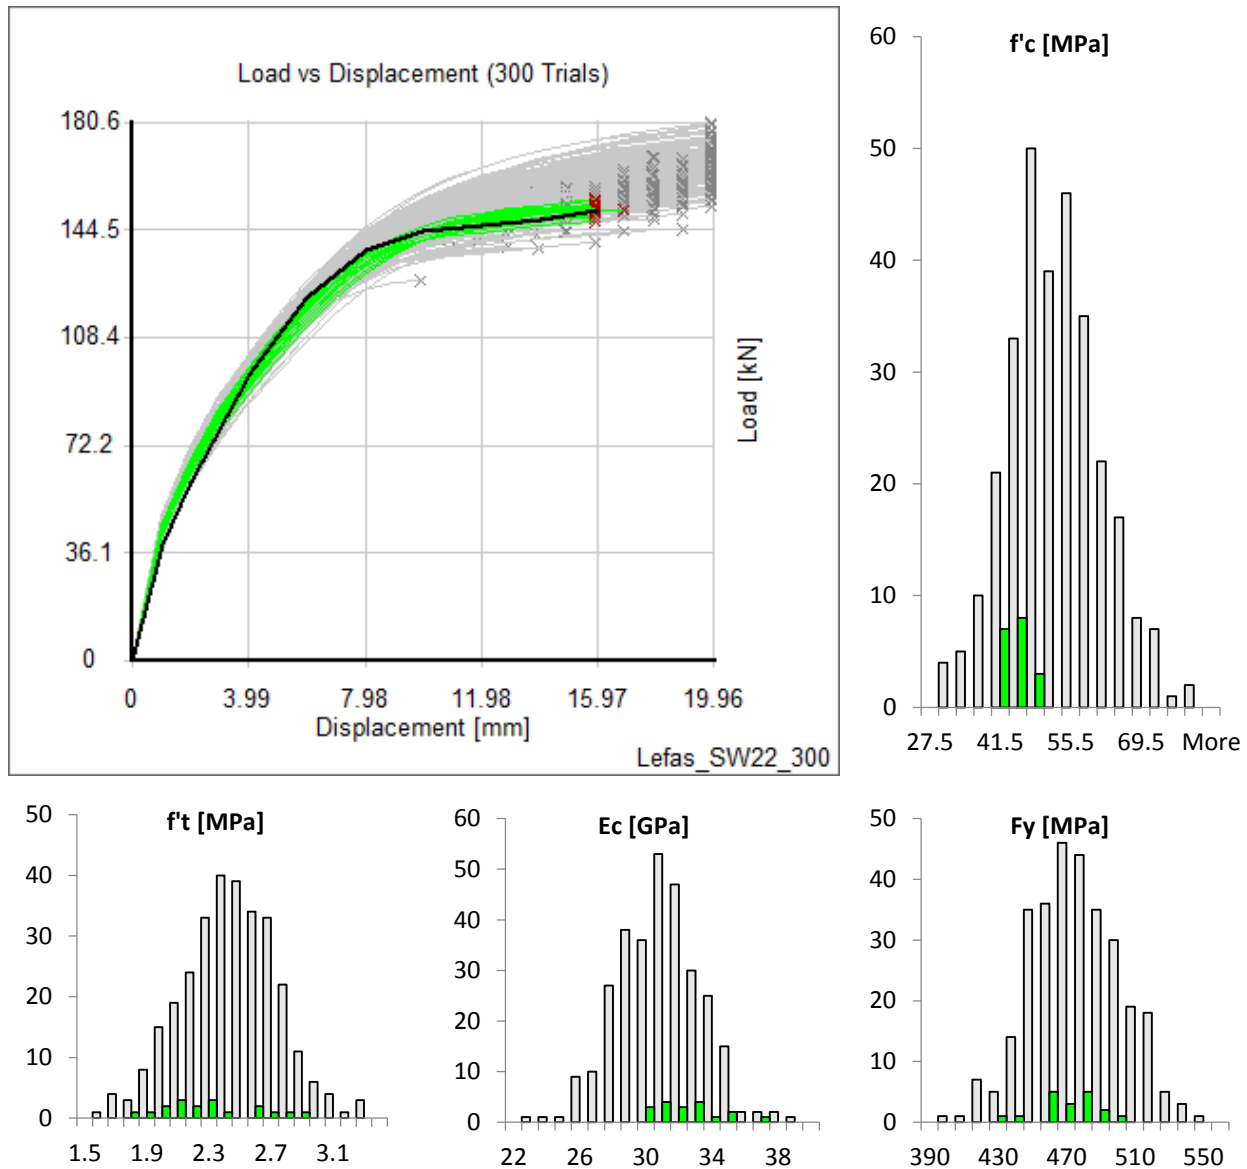 Load vs Displacement (300 Trials)
180.6
144.5
108.4
72.2
36.1
0
0 3.99 7.98 11.98 15.97 19.96
Displacement [mm]
Load [kN]
Lefas_SW22_300
f'c [MPa]
60
50
40
30
20
10
0
27.5 41.5 55.5 69.5 More
f't [MPa]
50
40
30
20
10
0
1.5 1.9 2.3 2.7 3.1
Ec [GPa]
60
50
40
30
20
10
0
22 26 30 34 38
Fy [MPa]
50
40
30
20
10
0
390 430 470 510 550